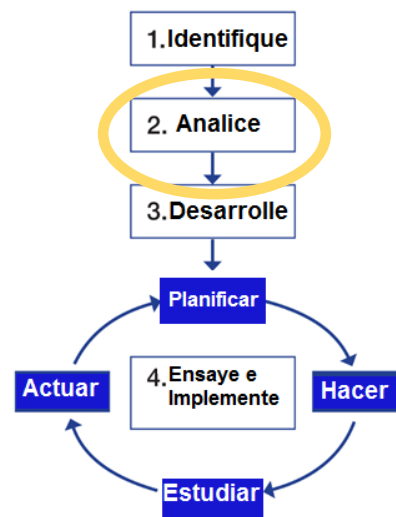 1. Identifique
2. Analice
3. Desarrolle
Planificar
Actuar
4. Ensaye e
Implemente
Hacer
Estudiar